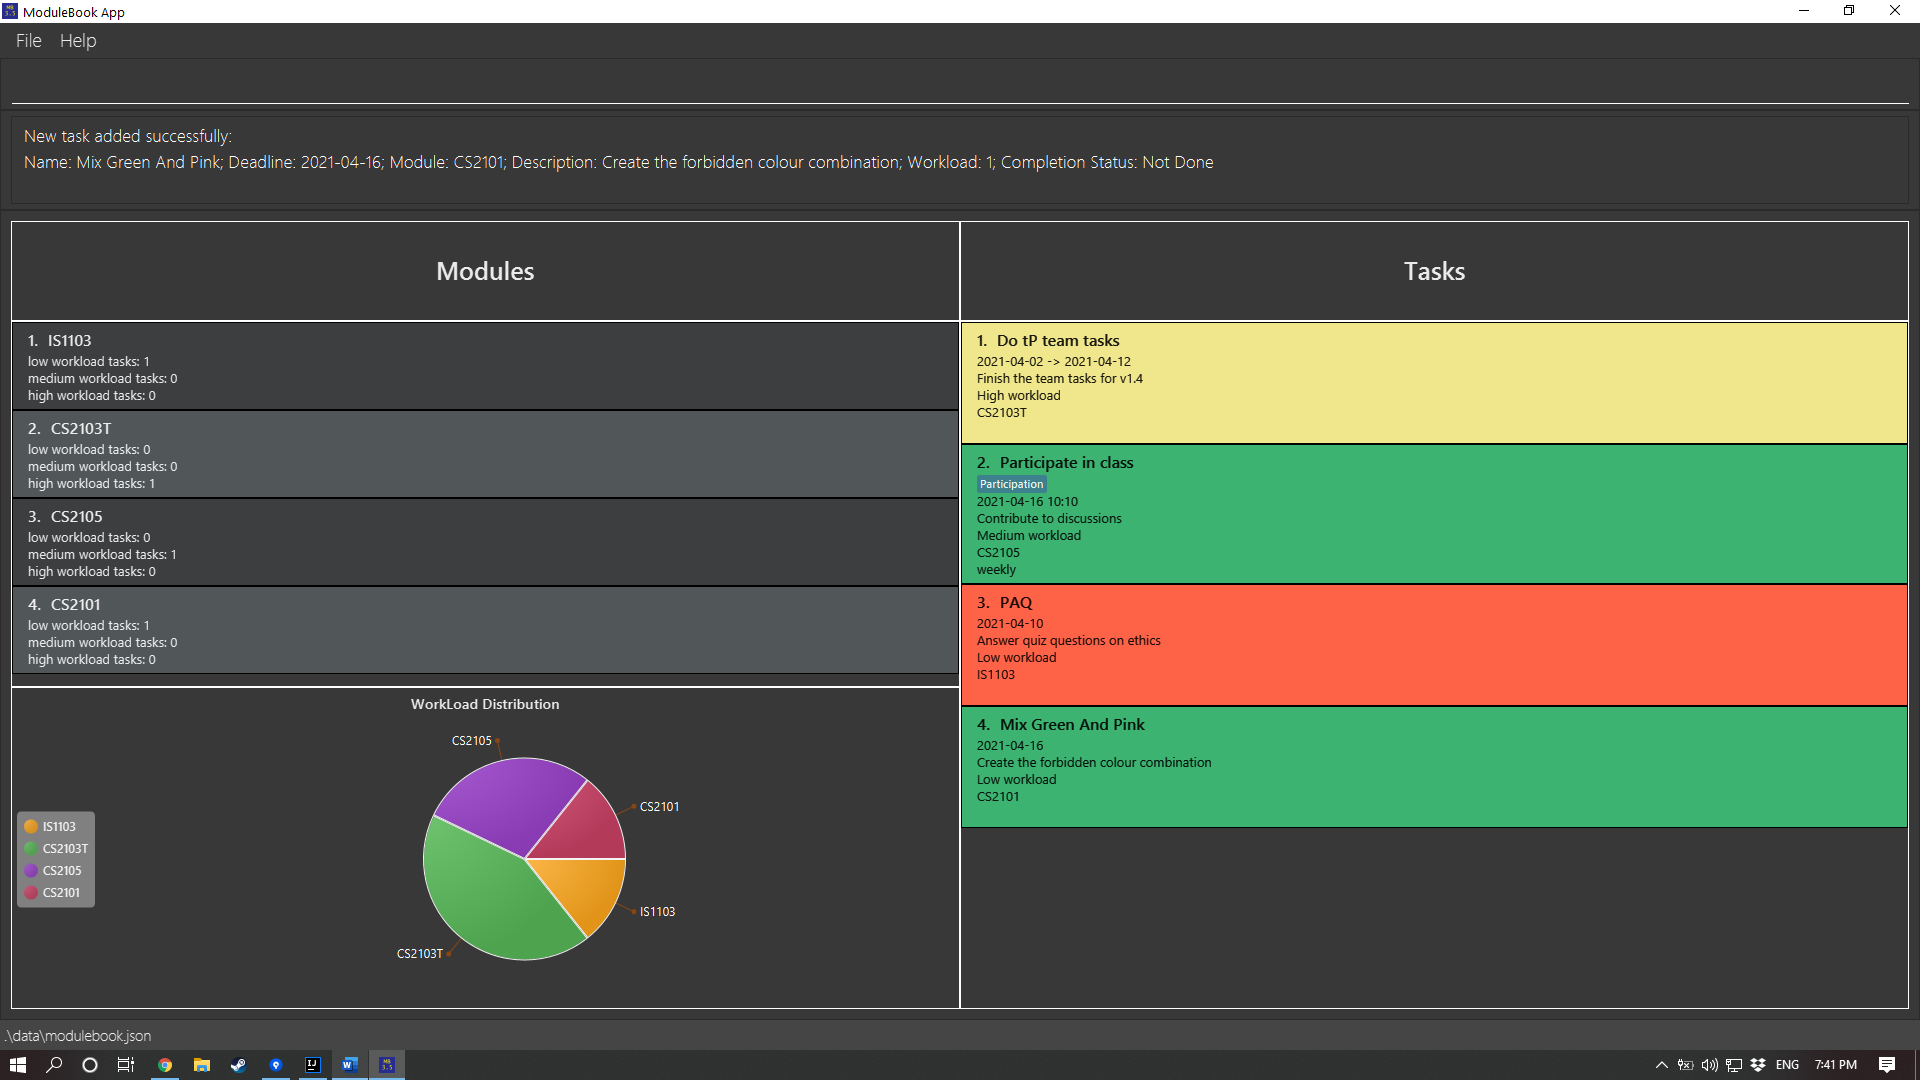 ModuleBook App
File Help
New task added successfully:
Name: Mix Green And Pink; Deadline: 2021-04-16; Module: CS2101; Description: Create the forbidden colour combination; Workload: 1; Completion Status: Not Done
Modules
1. IS1103
low workload tasks: 1
medium workload tasks: 0
high workload tasks: 0
2. CS2103T
low workload tasks: 0
medium workload tasks: 0
high workload tasks: 1
3. CS2105
low workload tasks: 0
medium workload tasks: 1
high workload tasks: 0
4. CS2101
low workload tasks: 1
medium workload tasks: 0
high workload tasks: 0
WorkLoad Distribution
CS2105
CS2101
IS1103
CS2103T
IS1103
CS2103T
CS2105
CS2101
Tasks
1. Do tP team tasks
2021-04-02 -> 2021-04-12
Finish the team tasks for v1.4
High workload
CS2103T
2. Participate in class
Participation
2021-04-16 10:10
Contribute to discussions
Medium workload
CS2105
weekly
3. PAQ
2021-04-10
Answer quiz questions on ethics
Low workload
IS1103
4. Mix Green And Pink
2021-04-16
Create the forbidden colour combination
Low workload
CS2101
.\data\modulebook.json
ENG 7:41 PM